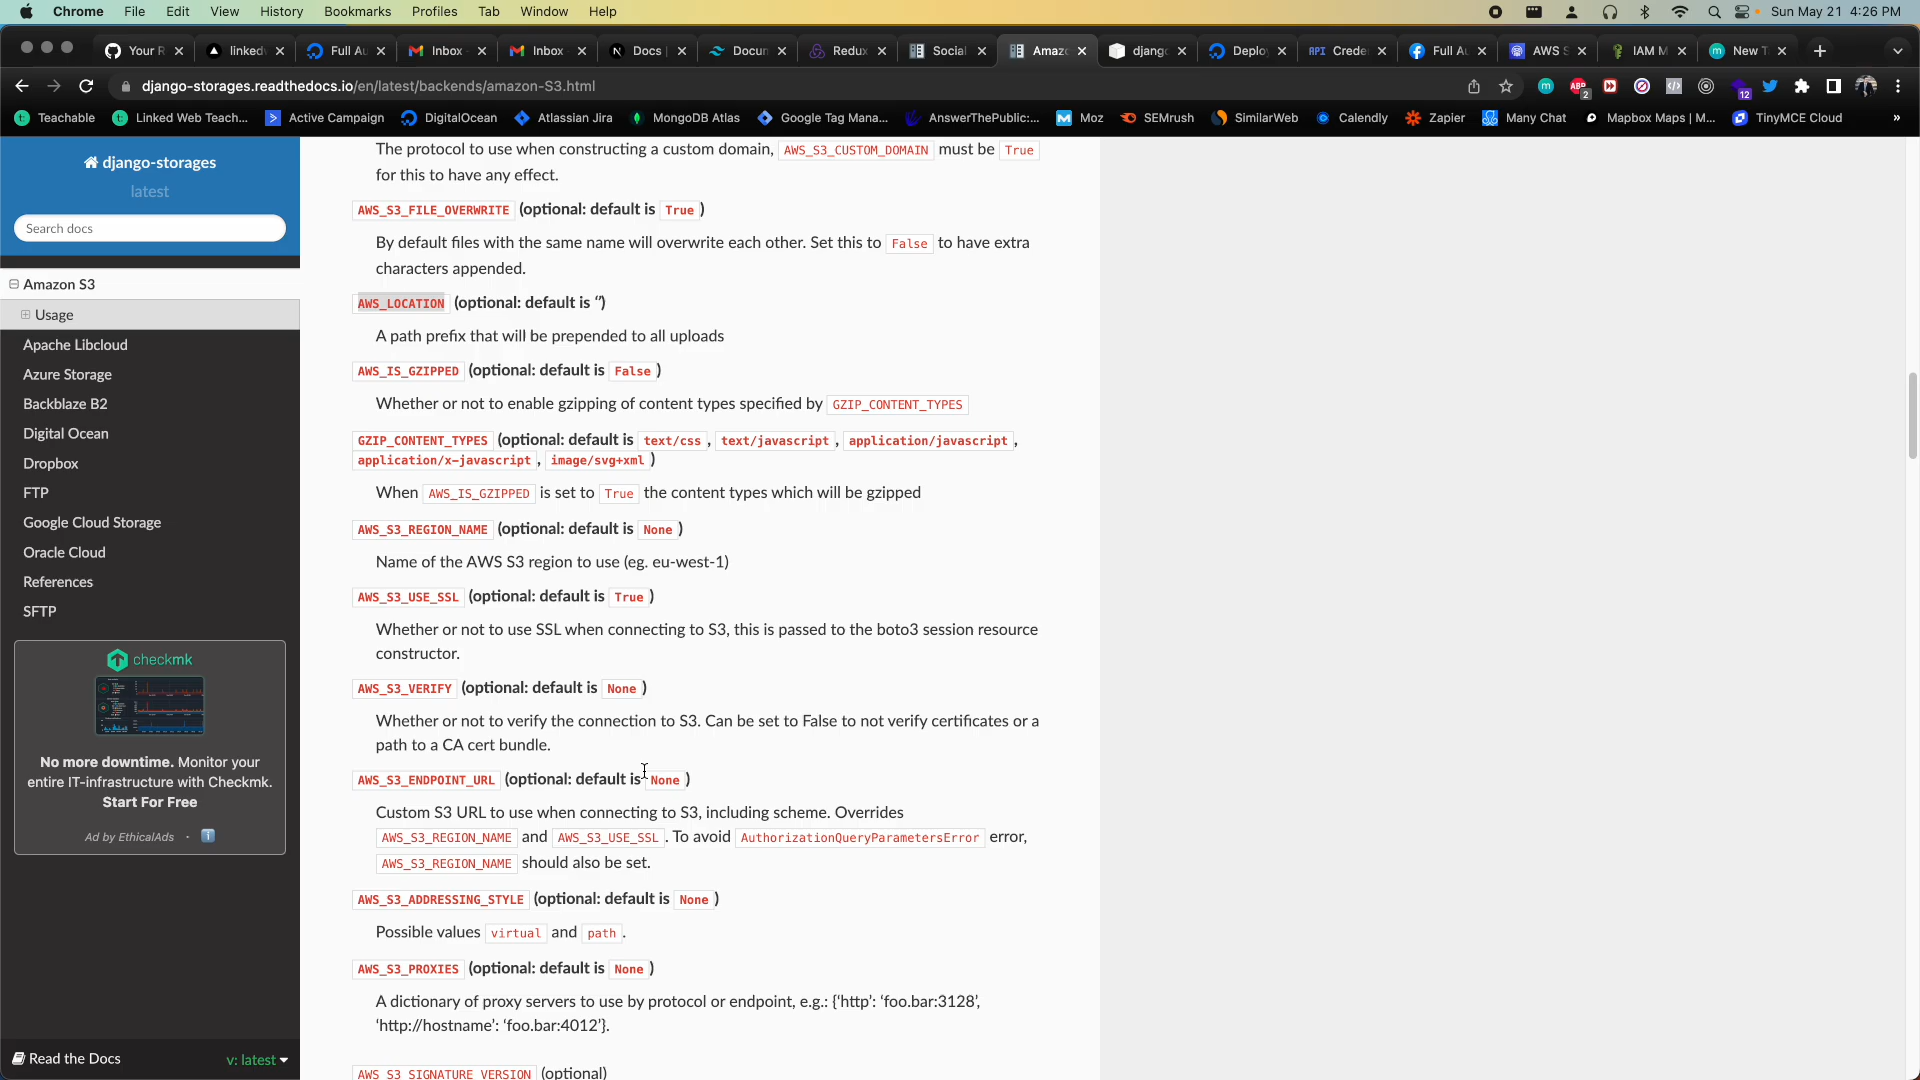 Chrome File Edit View History Bookmarks Profiles Tab Window Help Sun May 21 4:26 PM
Your R linked Full Au Inbox - Inbox - Docs | Docum Redux Social Amazo django Deploy API Crede Full Au AWS S IAM M New T
django-storages.readthedocs.io/en/latest/backends/amazon-S3.html ABP 2 12
Teachable Linked Web Teach... Active Campaign DigitalOcean Atlassian Jira MongoDB Atlas Google Tag Mana... AnswerThePublic:... Moz SEMrush SimilarWeb Calendly Zapier Many Chat Mapbox Maps | M... TinyMCE Cloud »
django-storages
latest
Search docs
Amazon S3
Usage
Apache Libcloud
Azure Storage
Backblaze B2
Digital Ocean
Dropbox
FTP
Google Cloud Storage
Oracle Cloud
References
SFTP
checkmk
No more downtime. Monitor your
entire IT-infrastructure with Checkmk.
Start For Free
Ad by EthicalAds ·
Read the Docs v: latest
The protocol to use when constructing a custom domain, AWS_S3_CUSTOM_DOMAIN must be True
for this to have any effect.
AWS_S3_FILE_OVERWRITE (optional: default is True )
By default files with the same name will overwrite each other. Set this to False to have extra
characters appended.
AWS_LOCATION (optional: default is ‘’)
A path prefix that will be prepended to all uploads
AWS_IS_GZIPPED (optional: default is False )
Whether or not to enable gzipping of content types specified by GZIP_CONTENT_TYPES
GZIP_CONTENT_TYPES (optional: default is text/css , text/javascript , application/javascript ,
application/x-javascript , image/svg+xml )
When AWS_IS_GZIPPED is set to True the content types which will be gzipped
AWS_S3_REGION_NAME (optional: default is None )
Name of the AWS S3 region to use (eg. eu-west-1)
AWS_S3_USE_SSL (optional: default is True )
Whether or not to use SSL when connecting to S3, this is passed to the boto3 session resource
constructor.
AWS_S3_VERIFY (optional: default is None )
Whether or not to verify the connection to S3. Can be set to False to not verify certificates or a
path to a CA cert bundle.
AWS_S3_ENDPOINT_URL (optional: default is None )
Custom S3 URL to use when connecting to S3, including scheme. Overrides
AWS_S3_REGION_NAME and AWS_S3_USE_SSL . To avoid AuthorizationQueryParametersError error,
AWS_S3_REGION_NAME should also be set.
AWS_S3_ADDRESSING_STYLE (optional: default is None )
Possible values virtual and path .
AWS_S3_PROXIES (optional: default is None )
A dictionary of proxy servers to use by protocol or endpoint, e.g.: {‘http’: ‘foo.bar:3128’,
‘http://hostname’: ‘foo.bar:4012’}.
AWS_S3_SIGNATURE_VERSION (optional)